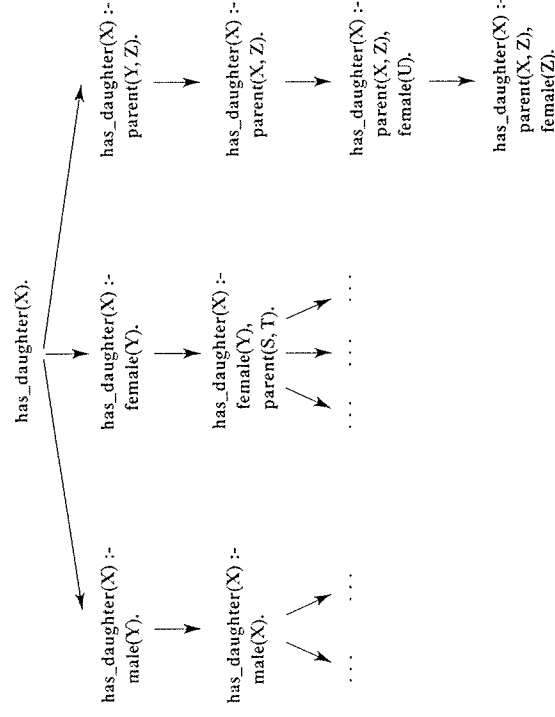 has_daughter(X).
has_daughter(X) :-
male(Y).
has_daughter(X) :-
female(Y).
has_daughter(X) :-
parent(Y, Z).
has_daughter(X) :-
male(X).
has_daughter(X) :-
female(Y),
parent(S, T).
has_daughter(X) :-
parent(X, Z).
. . .
. . .
. . .
. . .
. . .
has_daughter(X) :-
parent(X, Z),
female(U).
has_daughter(X) :-
parent(X, Z),
female(Z).